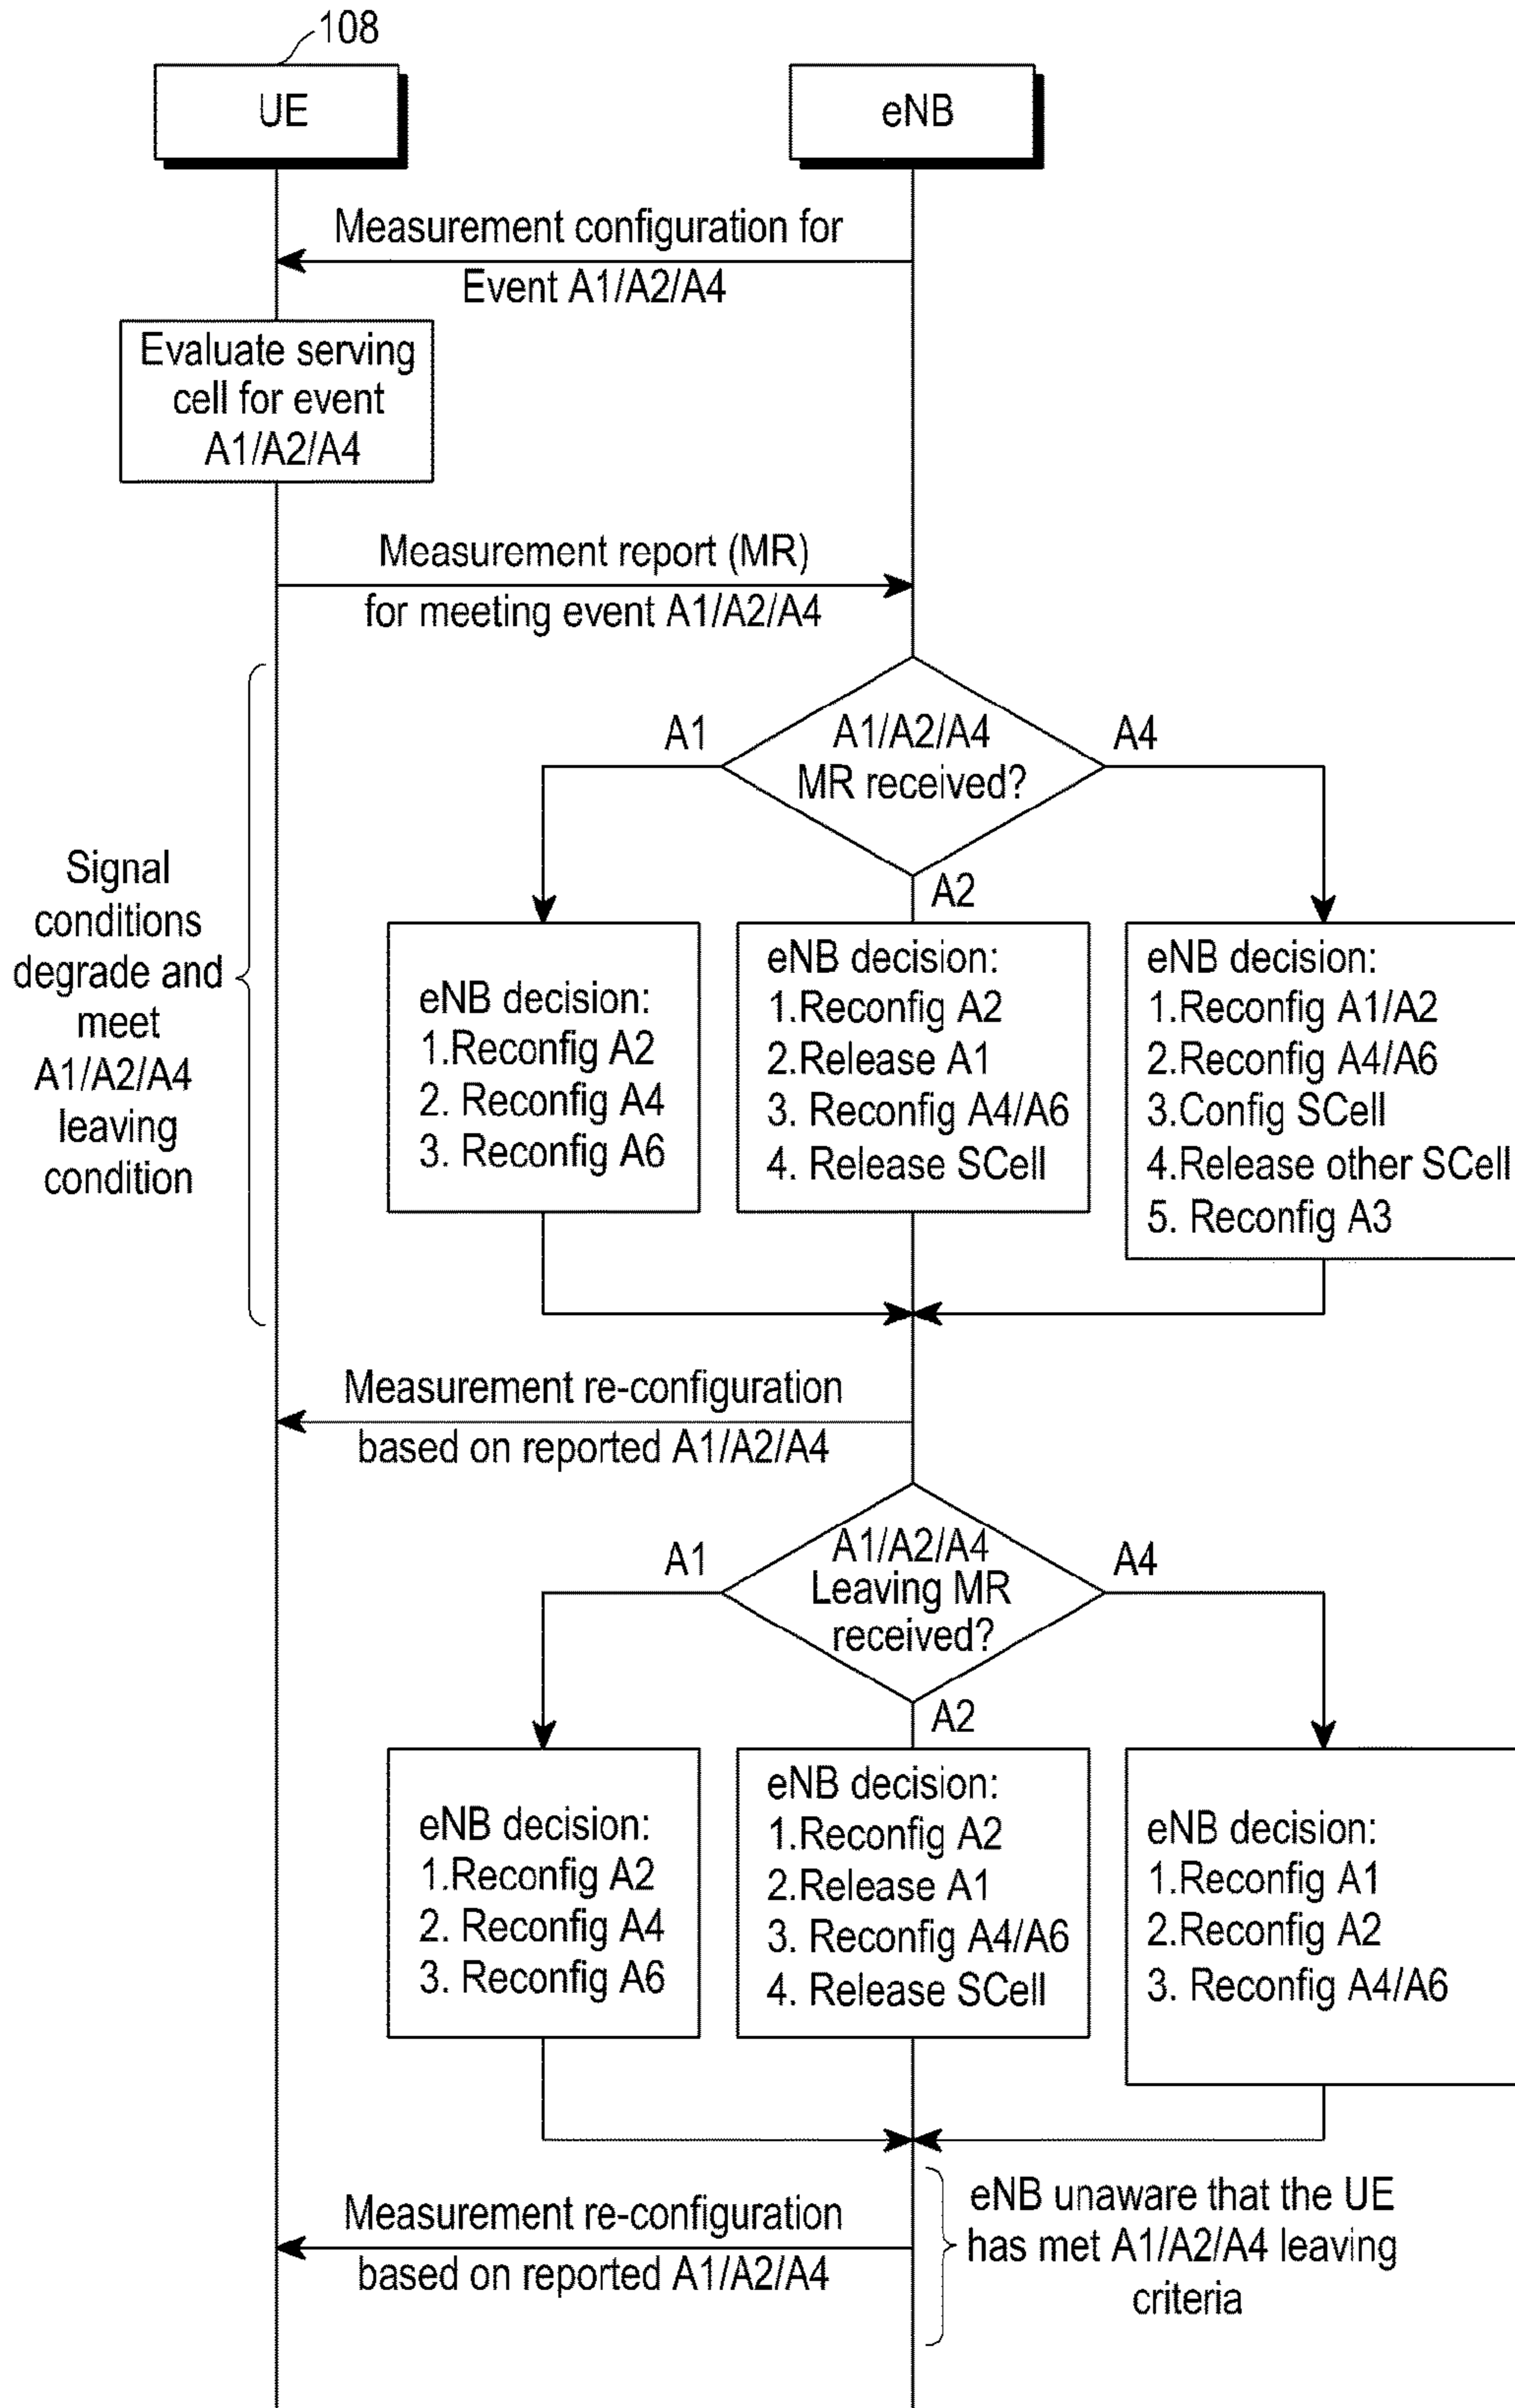 108
UE
eNB
Measurement configuration for
Event A1/A2/A4
Evaluate serving
cell for event
A1/A2/A4
Measurement report (MR)
for meeting event A1/A2/A4
A1/A2/A4
MR received?
A1
A4
A2
Signal
conditions
degrade and
meet
A1/A2/A4
leaving
condition
eNB decision:
1.Reconfig A2
2. Reconfig A4
3. Reconfig A6
eNB decision:
1.Reconfig A2
2.Release A1
3. Reconfig A4/A6
4. Release SCell
eNB decision:
1.Reconfig A1/A2
2.Reconfig A4/A6
3.Config SCell
4.Release other SCell
5. Reconfig A3
Measurement re-configuration
based on reported A1/A2/A4
A1/A2/A4
Leaving MR
received?
A1
A4
A2
eNB decision:
1.Reconfig A2
2. Reconfig A4
3. Reconfig A6
eNB decision:
1.Reconfig A2
2.Release A1
3. Reconfig A4/A6
4. Release SCell
eNB decision:
1.Reconfig A1
2.Reconfig A2
3. Reconfig A4/A6
Measurement re-configuration
based on reported A1/A2/A4
eNB unaware that the UE
has met A1/A2/A4 leaving
criteria